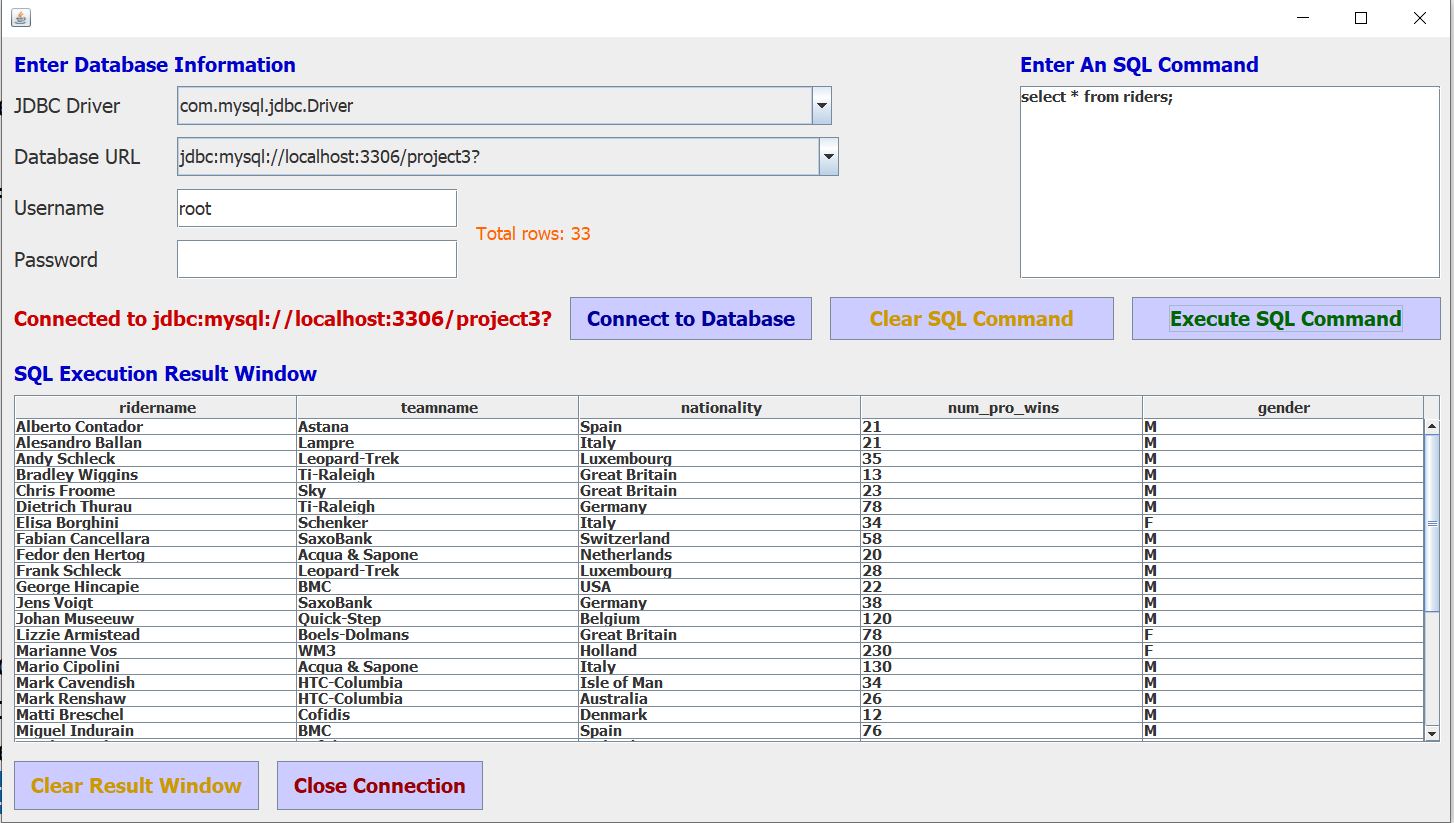 Enter Database Information
Enter An SQL Command
JDBC Driver com.mysql.jdbc.Driver
select * from riders;
Database URL jdbc:mysql://localhost:3306/project3?
Username root
Total rows: 33
Password
Connected to jdbc:mysql://localhost:3306/project3? Connect to Database Clear SQL Command Execute SQL Command
SQL Execution Result Window
ridername teamname nationality num_pro_wins gender
Alberto Contador Astana Spain 21 M
Alesandro Ballan Lampre Italy 21 M
Andy Schleck Leopard-Trek Luxembourg 35 M
Bradley Wiggins Ti-Raleigh Great Britain 13 M
Chris Froome Sky Great Britain 23 M
Dietrich Thurau Ti-Raleigh Germany 78 M
Elisa Borghini Schenker Italy 34 F
Fabian Cancellara SaxoBank Switzerland 58 M
Fedor den Hertog Acqua & Sapone Netherlands 20 M
Frank Schleck Leopard-Trek Luxembourg 28 M
George Hincapie BMC USA 22 M
Jens Voigt SaxoBank Germany 38 M
Johan Museeuw Quick-Step Belgium 120 M
Lizzie Armistead Boels-Dolmans Great Britain 78 F
Marianne Vos WM3 Holland 230 F
Mario Cipolini Acqua & Sapone Italy 130 M
Mark Cavendish HTC-Columbia Isle of Man 34 M
Mark Renshaw HTC-Columbia Australia 26 M
Matti Breschel Cofidis Denmark 12 M
Miguel Indurain BMC Spain 76 M
Clear Result Window Close Connection